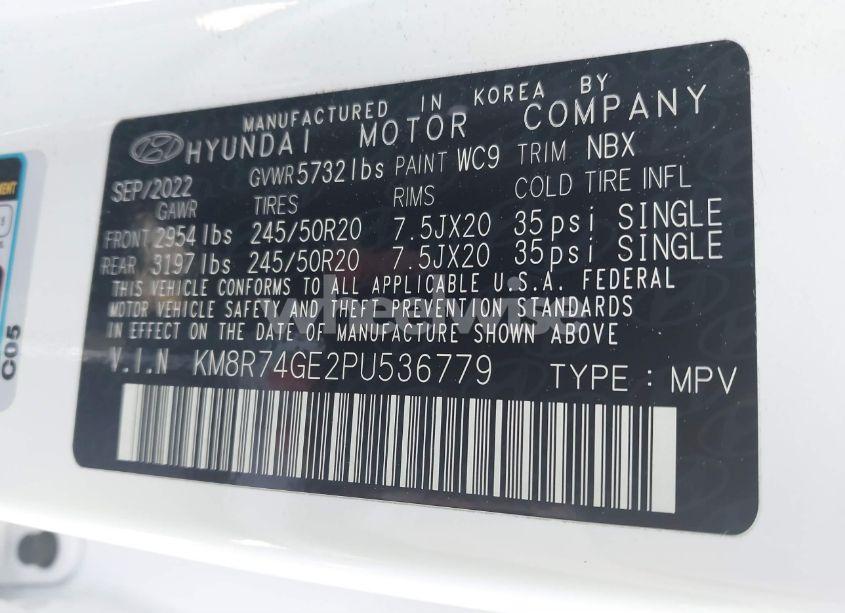 MANUFACTURED IN KOREA BY
HYUNDAI MOTOR COMPANY
SEP/2022 GVWR 5732 lbs PAINT WC9 TRIM NBX
GAWR TIRES RIMS COLD TIRE INFL
FRONT 2954 lbs 245/50R20 7.5JX20 35psi SINGLE
REAR 3197 lbs 245/50R20 7.5JX20 35psi SINGLE
THIS VEHICLE CONFORMS TO ALL APPLICABLE U.S.A. FEDERAL
MOTOR VEHICLE SAFETY AND THEFT PREVENTION STANDARDS
IN EFFECT ON THE DATE OF MANUFACTURE SHOWN ABOVE
V.I.N KM8R74GE2PU536779 TYPE : MPV
C05